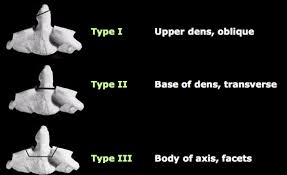 Type I Upper dens, oblique
Type II Base of dens, transverse
Type III Body of axis, facets